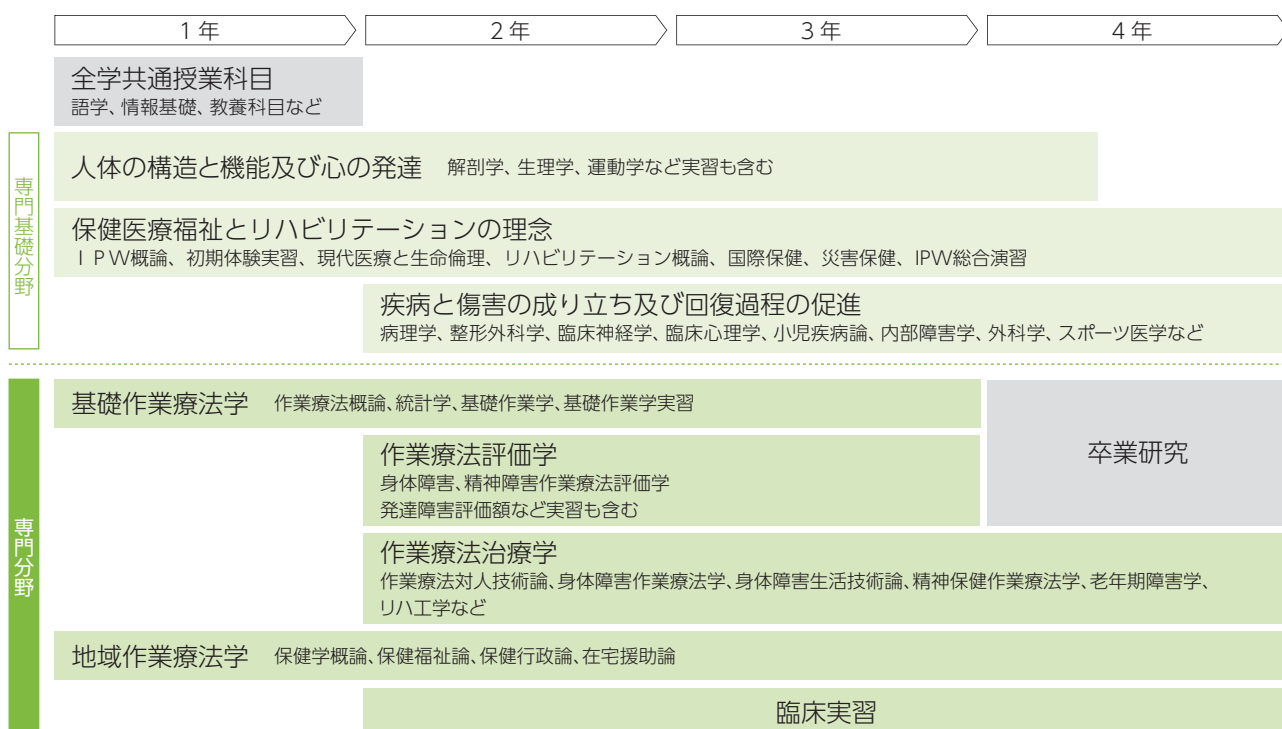 1年
2年
3年
4年
全学共通授業科目
語学、情報基礎、教養科目など
専門基礎分野
人体の構造と機能及び心の発達 解剖学、生理学、運動学など実習も含む
保健医療福祉とリハビリテーションの理念
ＩＰＷ概論、初期体験実習、現代医療と生命倫理、リハビリテーション概論、国際保健、災害保健、IPW総合演習
疾病と傷害の成り立ち及び回復過程の促進
病理学、整形外科学、臨床神経学、臨床心理学、小児疾病論、内部障害学、外科学、スポーツ医学など
専門分野
基礎作業療法学 作業療法概論、統計学、基礎作業学、基礎作業学実習
卒業研究
作業療法評価学
身体障害、精神障害作業療法評価学
発達障害評価額など実習も含む
作業療法治療学
作業療法対人技術論、身体障害作業療法学、身体障害生活技術論、精神保健作業療法学、老年期障害学、
リハ工学など
地域作業療法学 保健学概論、保健福祉論、保健行政論、在宅援助論
臨床実習